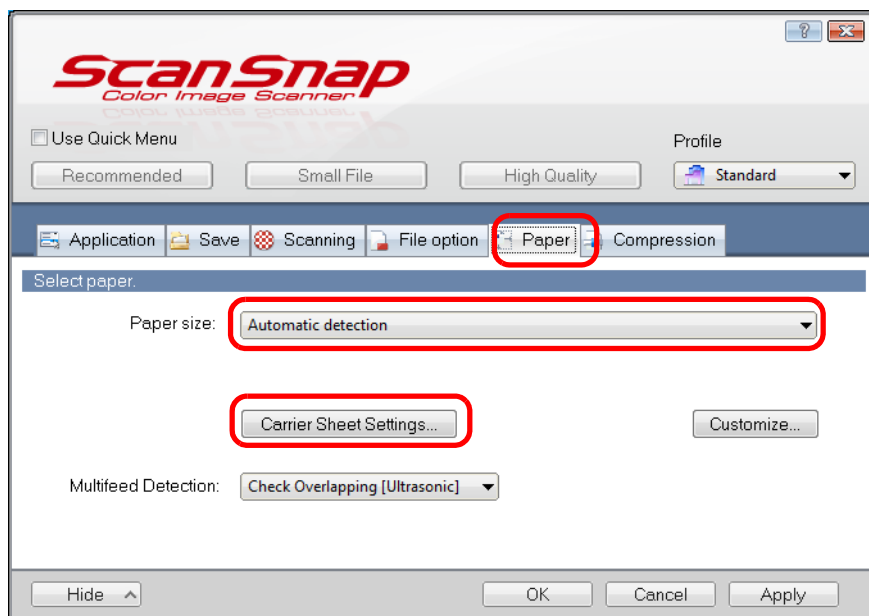 ScanSnap
Color Image Scanner
Use Quick Menu
Profile
Recommended Small File High Quality Standard
Application Save Scanning File option Paper Compression
Select paper.
Paper size: Automatic detection
Carrier Sheet Settings... Customize...
Multifeed Detection: Check Overlapping [Ultrasonic]
Hide OK Cancel Apply